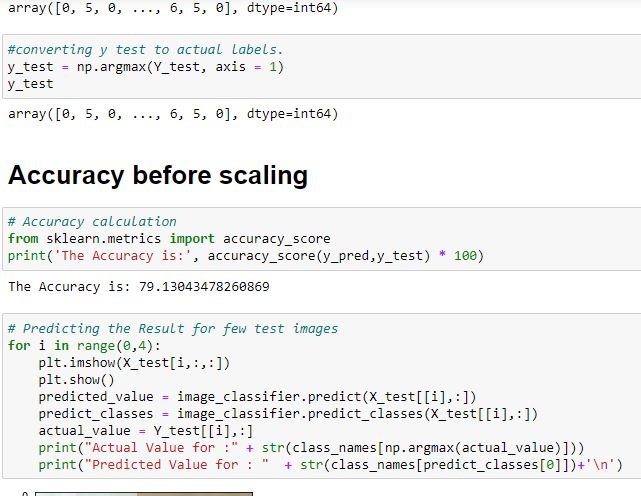 array([0, 5, 0, ..., 6, 5, 0], dtype=int64)
#converting y test to actual labels.
y_test = np.argmax(Y_test, axis = 1)
y_test
array([0, 5, 0, ..., 6, 5, 0], dtype=int64)
Accuracy before scaling
# Accuracy calculation
from sklearn.metrics import accuracy_score
print('The Accuracy is:', accuracy_score(y_pred,y_test) * 100)
The Accuracy is: 79.13043478260869
# Predicting the Result for few test images
for i in range(0,4):
    plt.imshow(X_test[i,:,:])
    plt.show()
    predicted_value = image_classifier.predict(X_test[[i],:])
    predict_classes = image_classifier.predict_classes(X_test[[i],:])
    actual_value = Y_test[[i],:]
    print("Actual Value for :" + str(class_names[np.argmax(actual_value)]))
    print("Predicted Value for : "  + str(class_names[predict_classes[0]])+'\n')